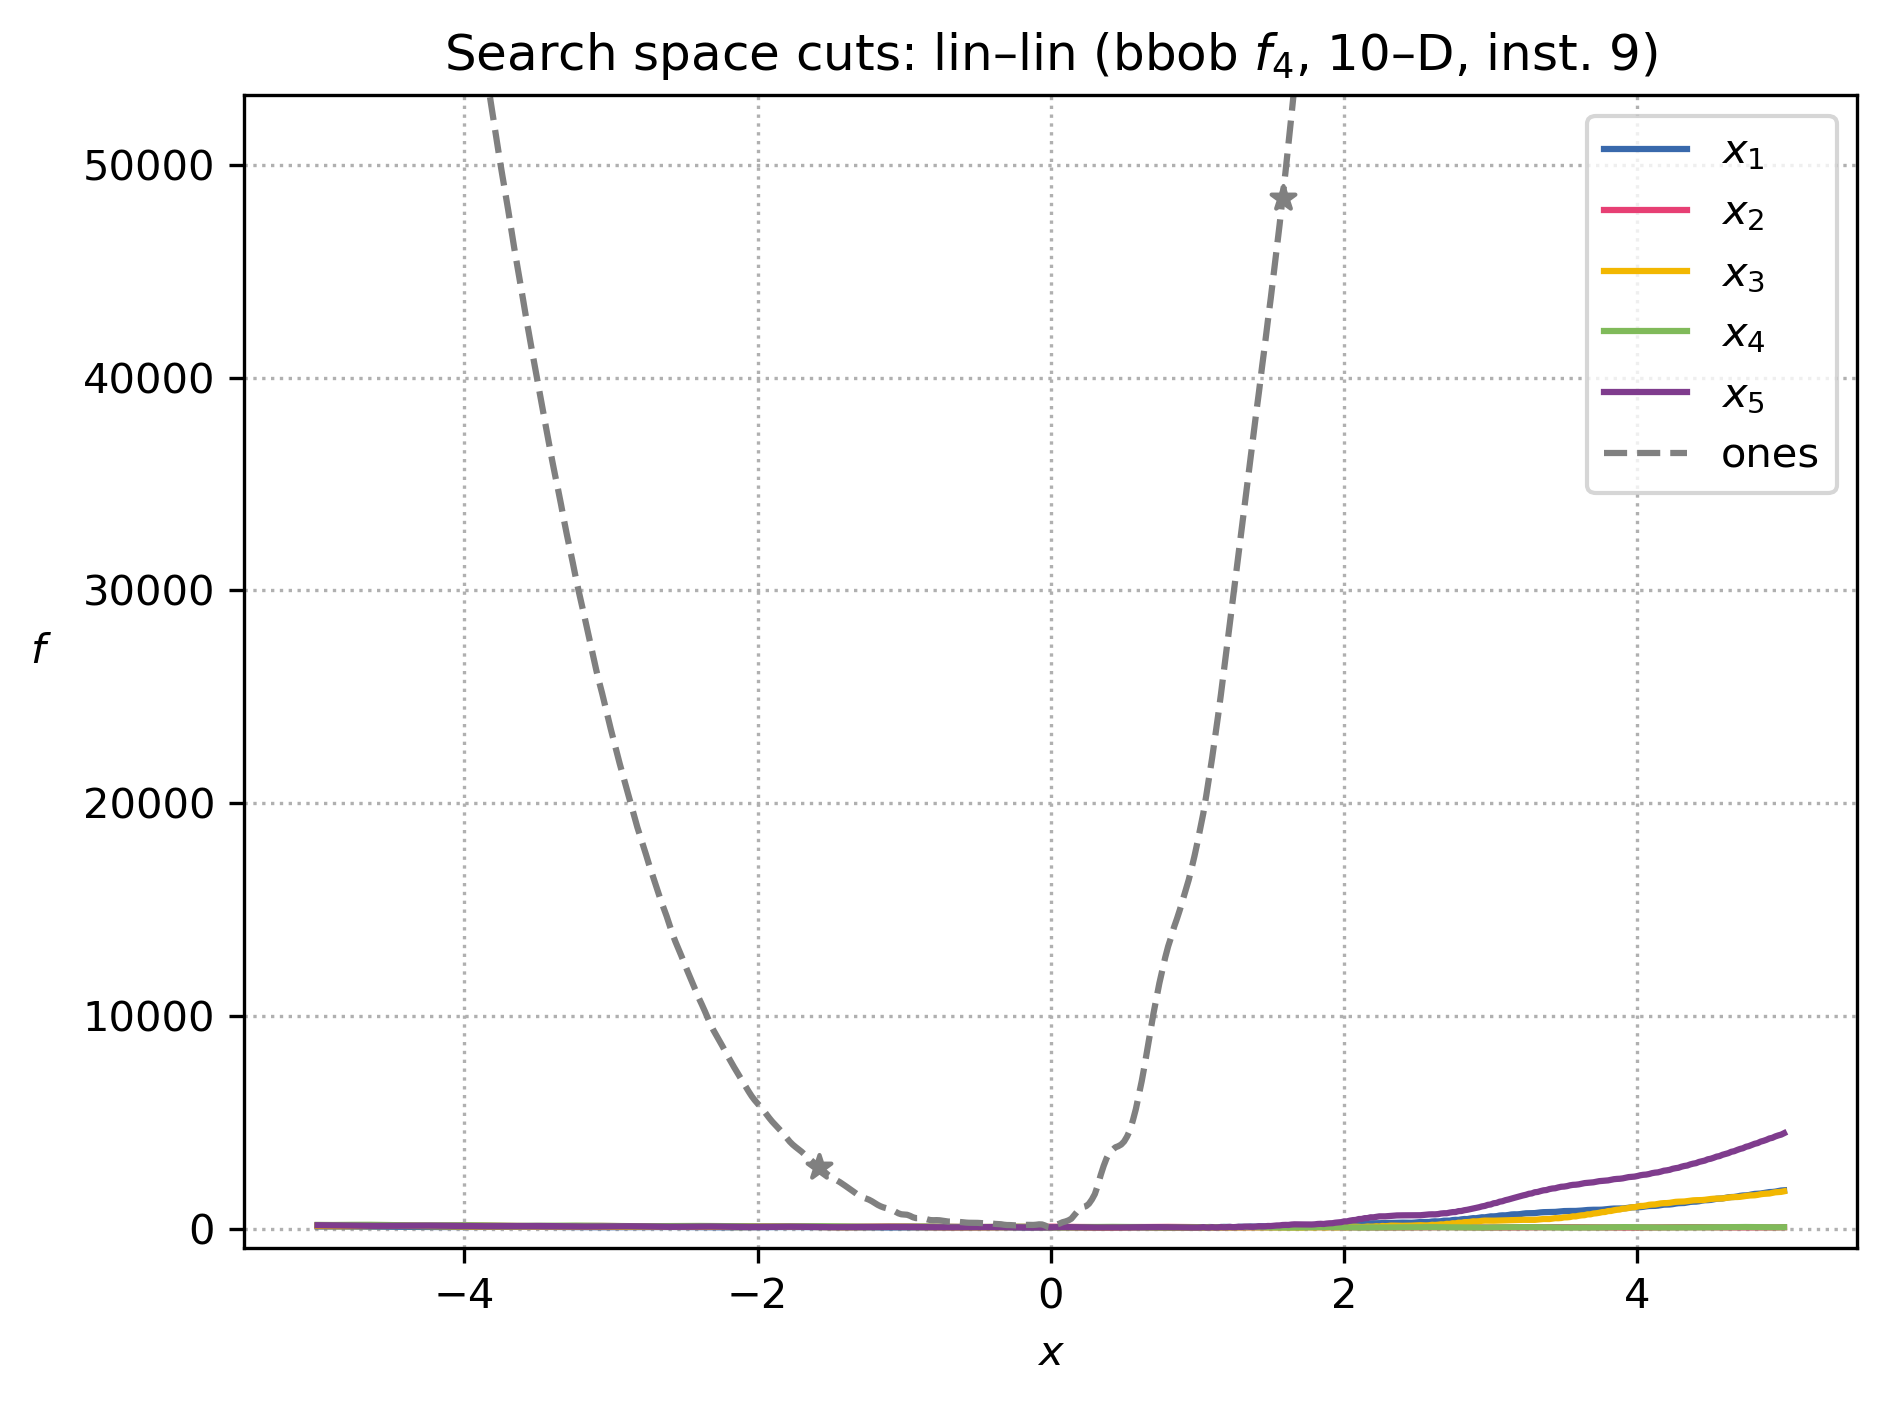 Search space cuts: lin–lin (bbob f₄, 10–D, inst. 9)
50000
40000
30000
20000
10000
0
f
−4
−2
0
2
4
x
x₁
x₂
x₃
x₄
x₅
ones